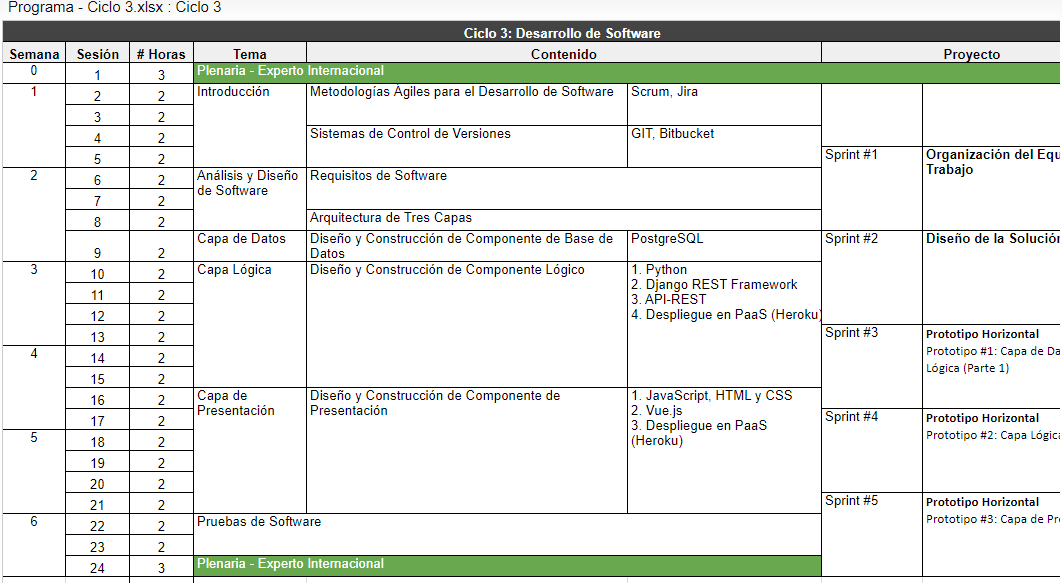 Programa - Ciclo 3.xlsx : Ciclo 3
Ciclo 3: Desarrollo de Software
Semana Sesión # Horas Tema Contenido Proyecto
0 1 3 Plenaria - Experto Internacional
1 2 2 Introducción Metodologías Ágiles para el Desarrollo de Software Scrum, Jira
3 2
4 2 Sistemas de Control de Versiones GIT, Bitbucket
5 2 Sprint #1 Organización del Equ
Trabajo
2 6 2 Análisis y Diseño Requisitos de Software
de Software
7 2
8 2 Arquitectura de Tres Capas
9 2 Capa de Datos Diseño y Construcción de Componente de Base de PostgreSQL Sprint #2 Diseño de la Solución
Datos
3 10 2 Capa Lógica Diseño y Construcción de Componente Lógico 1. Python
2. Django REST Framework
11 2 3. API-REST
12 2 4. Despliegue en PaaS (Heroku)
13 2 Sprint #3 Prototipo Horizontal
4 14 2 Prototipo #1: Capa de Da
15 2 Lógica (Parte 1)
16 2 Capa de Diseño y Construcción de Componente de 1. JavaScript, HTML y CSS
Presentación Presentación 2. Vue.js
17 2 3. Despliegue en PaaS Sprint #4 Prototipo Horizontal
5 18 2 (Heroku) Prototipo #2: Capa Lógica
19 2
20 2
21 2 Sprint #5 Prototipo Horizontal
6 22 2 Pruebas de Software Prototipo #3: Capa de Pr
23 2
24 3 Plenaria - Experto Internacional